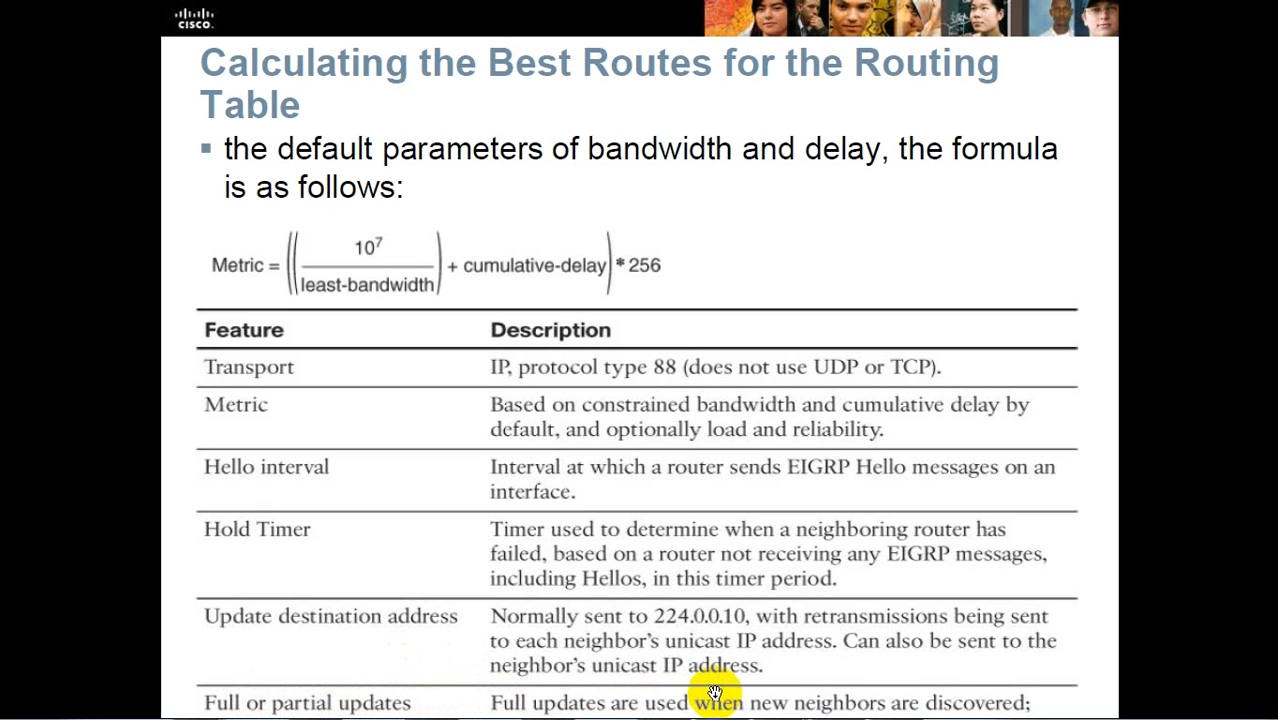 CISCO
Calculating the Best Routes for the Routing
Table
▪ the default parameters of bandwidth and delay, the formula
is as follows:
Metric = ((10⁷ / least-bandwidth) + cumulative-delay) * 256
Feature Description
Transport IP, protocol type 88 (does not use UDP or TCP).
Metric Based on constrained bandwidth and cumulative delay by
default, and optionally load and reliability.
Hello interval Interval at which a router sends EIGRP Hello messages on an
interface.
Hold Timer Timer used to determine when a neighboring router has
failed, based on a router not receiving any EIGRP messages,
including Hellos, in this timer period.
Update destination address Normally sent to 224.0.0.10, with retransmissions being sent
to each neighbor's unicast IP address. Can also be sent to the
neighbor's unicast IP address.
Full or partial updates Full updates are used when new neighbors are discovered;